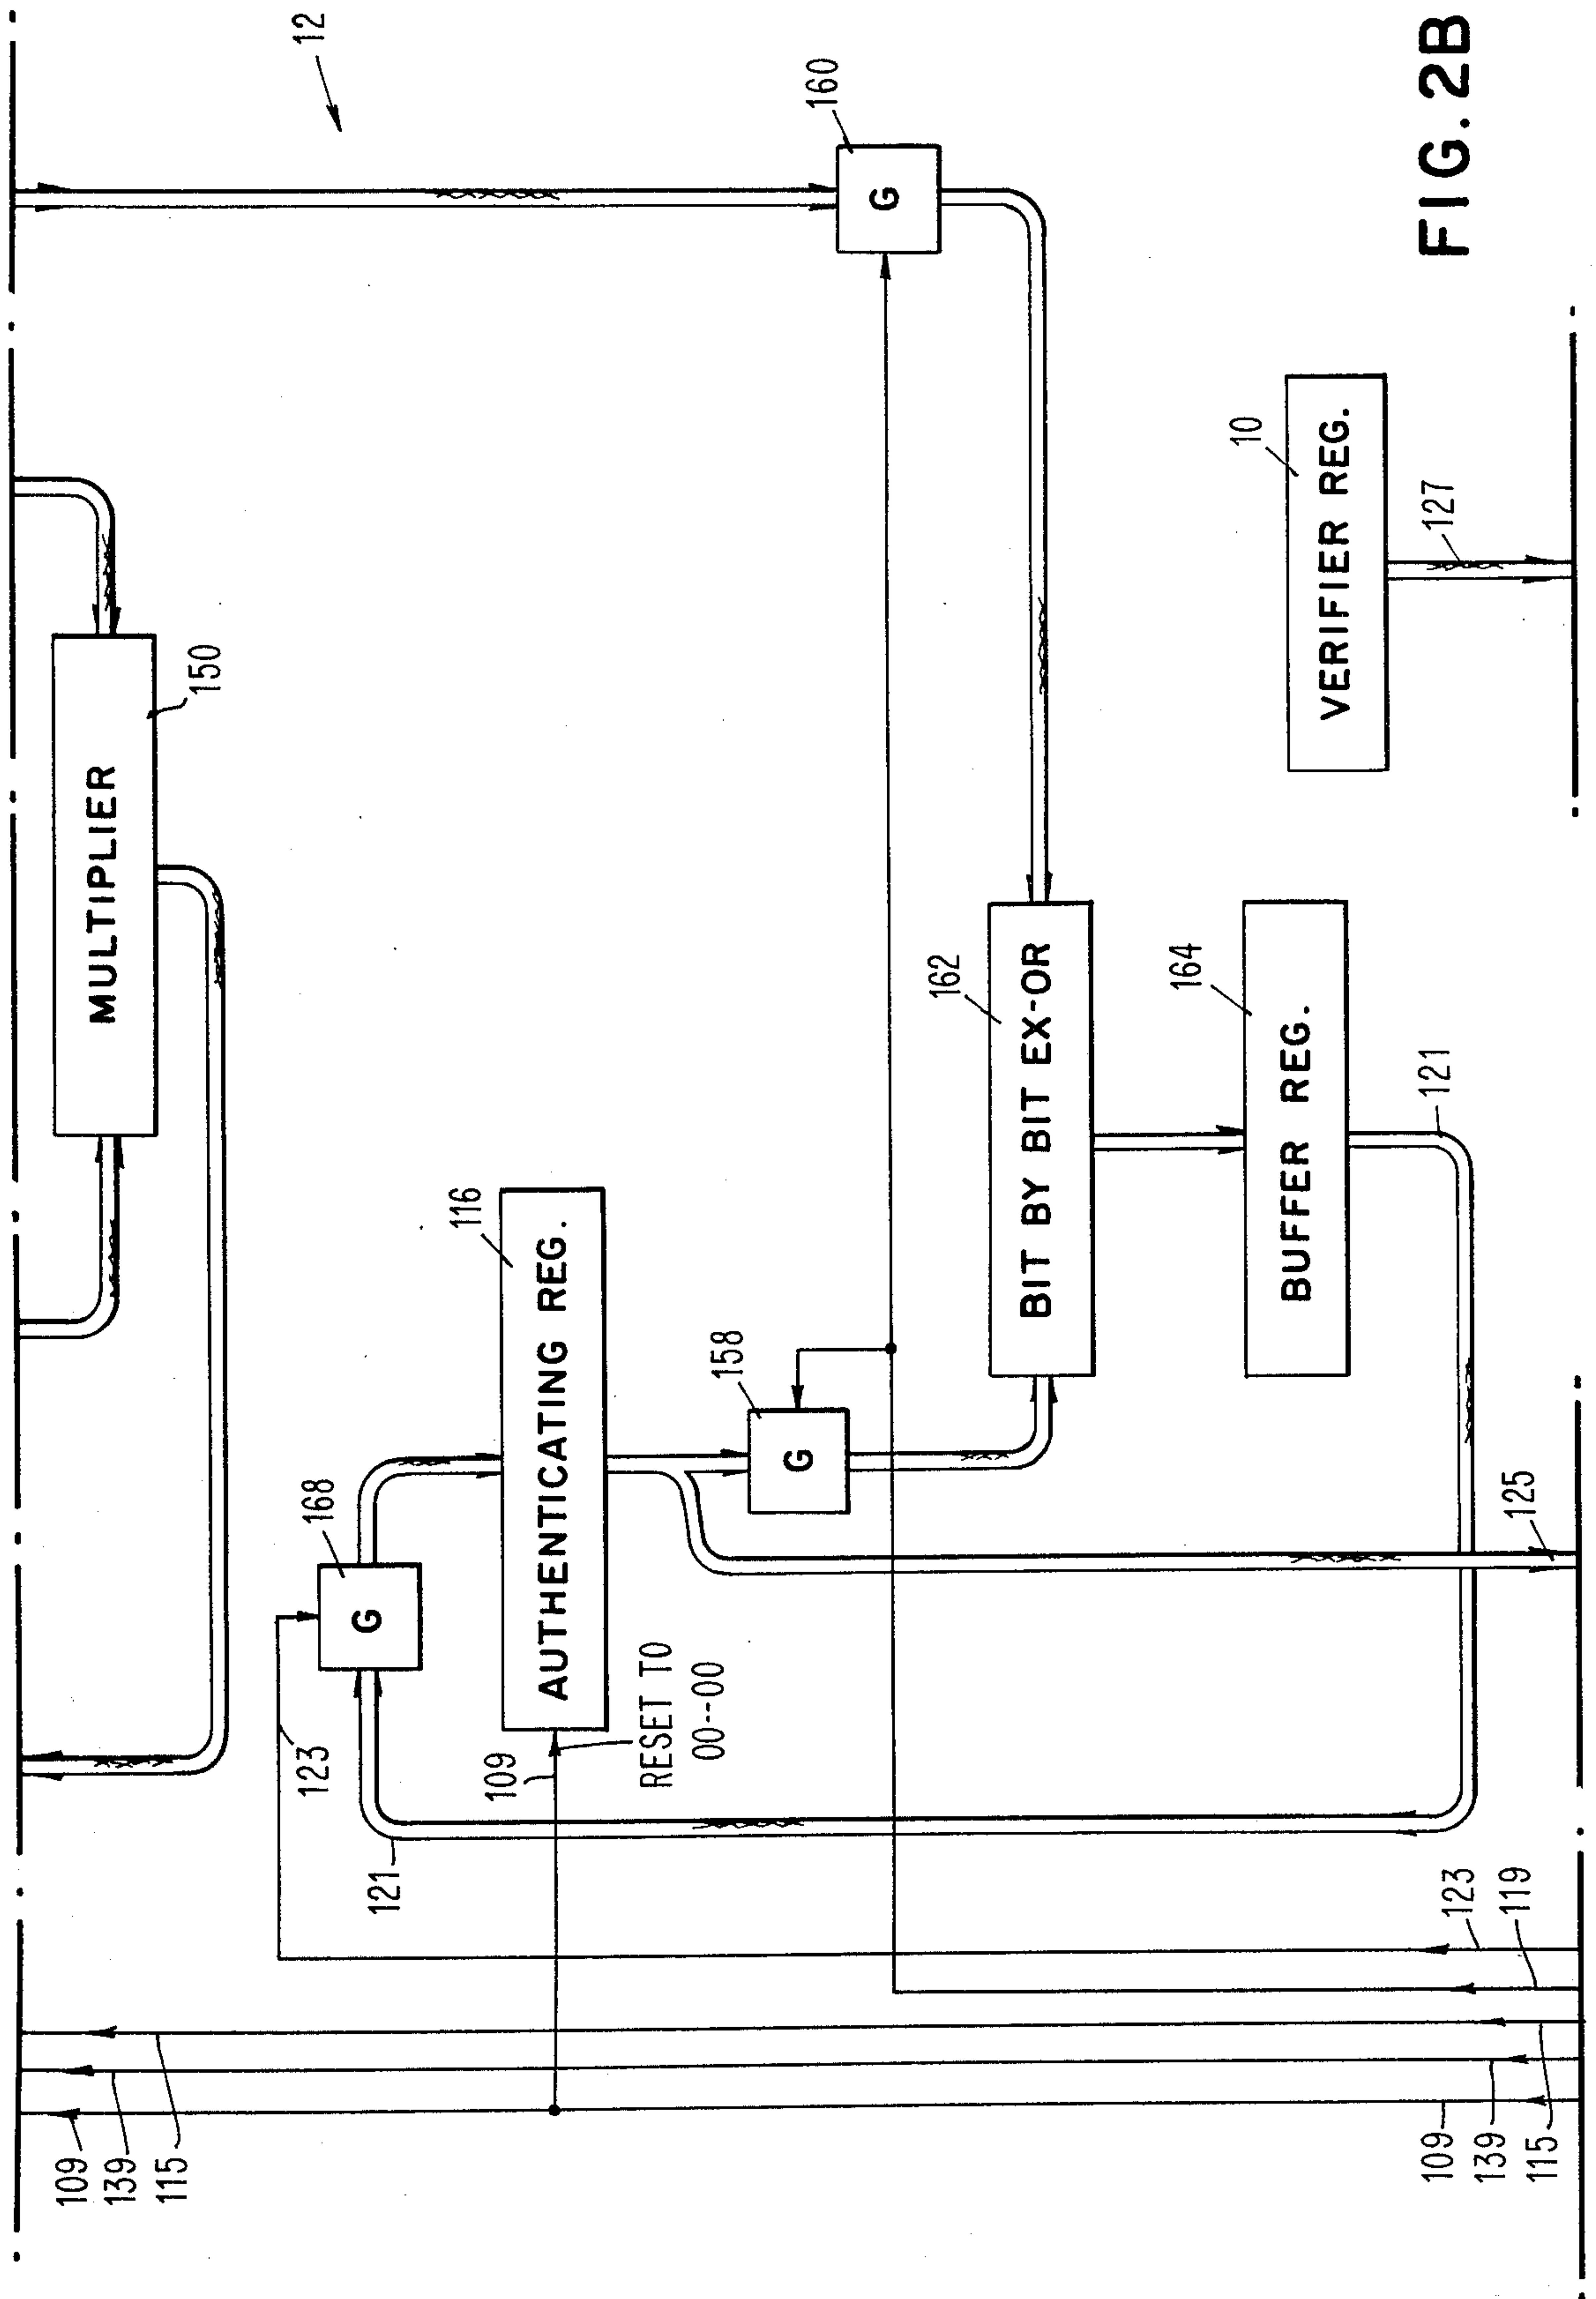 12
MULTIPLIER
150
160
G
168
G
123
116
AUTHENTICATING REG.
109
RESET TO
00--00
121
158
G
162
BIT BY BIT EX-OR
164
BUFFER REG.
121
10
VERIFIER REG.
127
125
109
139
115
123
119
109
139
115
FIG. 2B